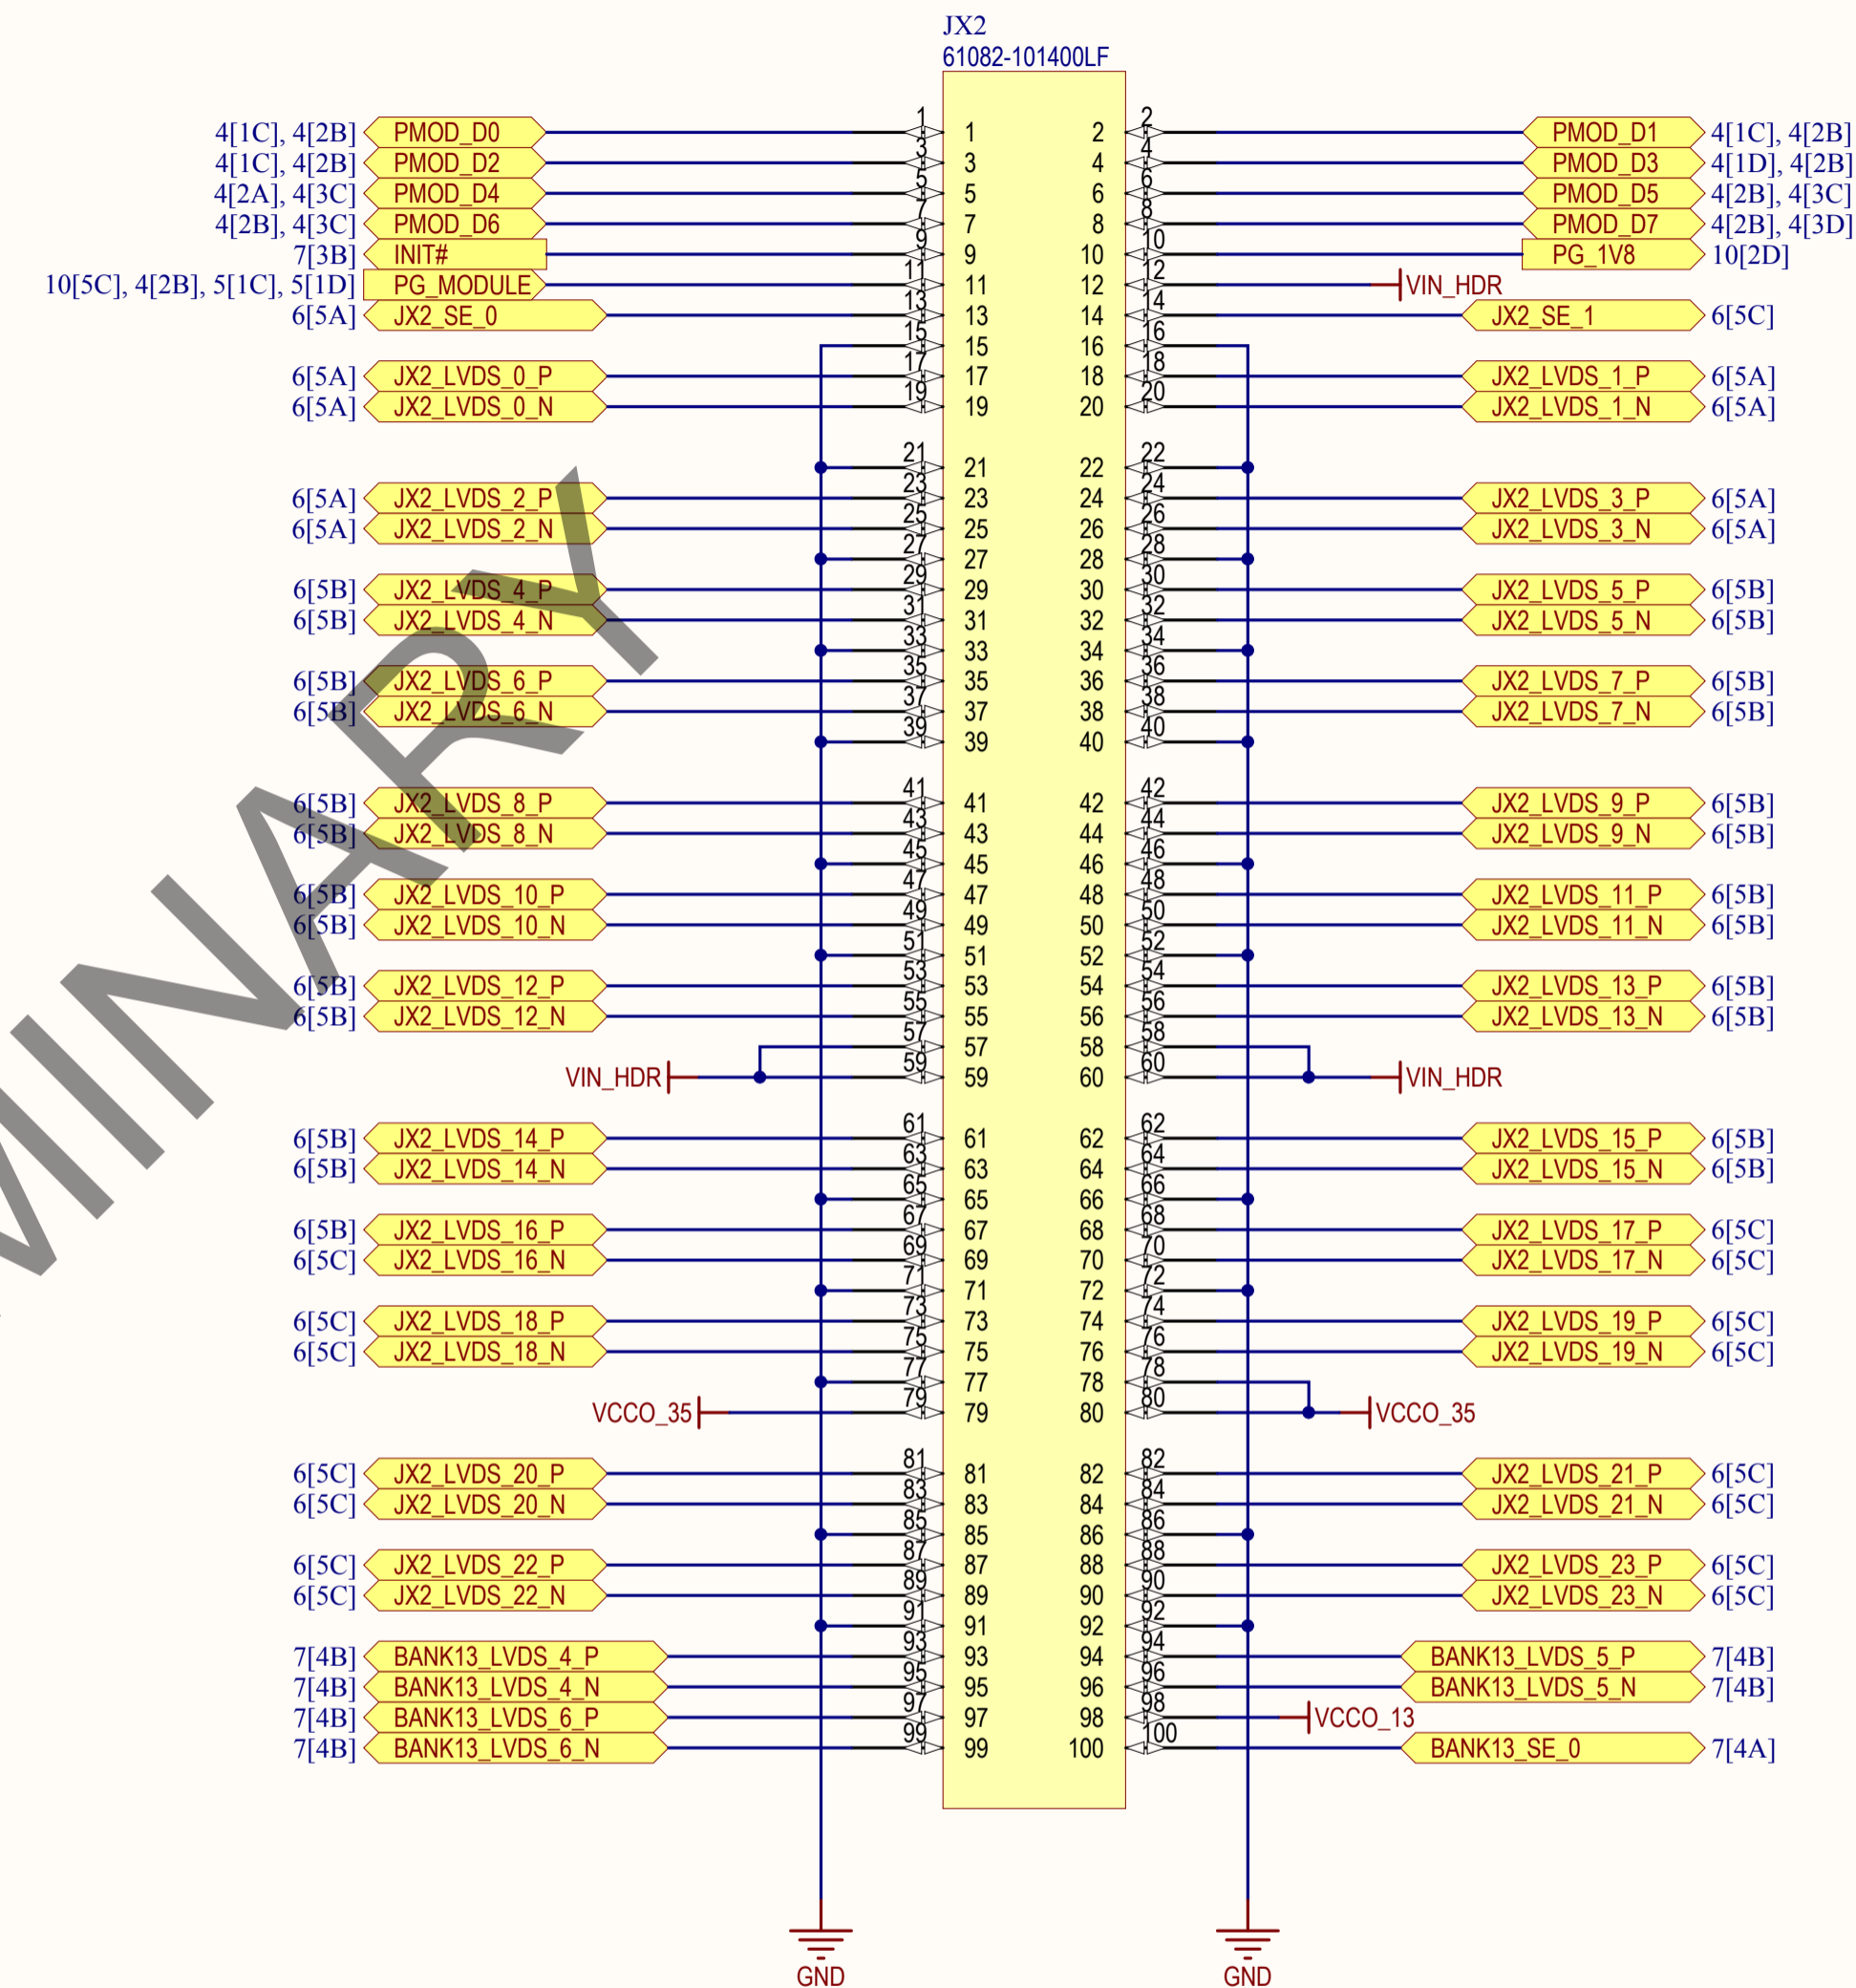 JX2
61082-101400LF
4[1C], 4[2B] PMOD_D0 1 1 2 2 PMOD_D1 4[1C], 4[2B]
4[1C], 4[2B] PMOD_D2 3 3 4 4 PMOD_D3 4[1D], 4[2B]
4[2A], 4[3C] PMOD_D4 5 5 6 6 PMOD_D5 4[2B], 4[3C]
4[2B], 4[3C] PMOD_D6 7 7 8 8 PMOD_D7 4[2B], 4[3D]
7[3B] INIT# 9 9 10 10 PG_1V8 10[2D]
10[5C], 4[2B], 5[1C], 5[1D] PG_MODULE 11 11 12 12 VIN_HDR
6[5A] JX2_SE_0 13 13 14 14 JX2_SE_1 6[5C]
15 15 16 16
6[5A] JX2_LVDS_0_P 17 17 18 18 JX2_LVDS_1_P 6[5A]
6[5A] JX2_LVDS_0_N 19 19 20 20 JX2_LVDS_1_N 6[5A]
21 21 22 22
6[5A] JX2_LVDS_2_P 23 23 24 24 JX2_LVDS_3_P 6[5A]
6[5A] JX2_LVDS_2_N 25 25 26 26 JX2_LVDS_3_N 6[5A]
27 27 28 28
6[5B] JX2_LVDS_4_P 29 29 30 30 JX2_LVDS_5_P 6[5B]
6[5B] JX2_LVDS_4_N 31 31 32 32 JX2_LVDS_5_N 6[5B]
33 33 34 34
6[5B] JX2_LVDS_6_P 35 35 36 36 JX2_LVDS_7_P 6[5B]
6[5B] JX2_LVDS_6_N 37 37 38 38 JX2_LVDS_7_N 6[5B]
39 39 40 40
6[5B] JX2_LVDS_8_P 41 41 42 42 JX2_LVDS_9_P 6[5B]
6[5B] JX2_LVDS_8_N 43 43 44 44 JX2_LVDS_9_N 6[5B]
45 45 46 46
6[5B] JX2_LVDS_10_P 47 47 48 48 JX2_LVDS_11_P 6[5B]
6[5B] JX2_LVDS_10_N 49 49 50 50 JX2_LVDS_11_N 6[5B]
51 51 52 52
6[5B] JX2_LVDS_12_P 53 53 54 54 JX2_LVDS_13_P 6[5B]
6[5B] JX2_LVDS_12_N 55 55 56 56 JX2_LVDS_13_N 6[5B]
57 57 58 58
VIN_HDR 59 59 60 60 VIN_HDR
6[5B] JX2_LVDS_14_P 61 61 62 62 JX2_LVDS_15_P 6[5B]
6[5B] JX2_LVDS_14_N 63 63 64 64 JX2_LVDS_15_N 6[5B]
65 65 66 66
6[5B] JX2_LVDS_16_P 67 67 68 68 JX2_LVDS_17_P 6[5C]
6[5C] JX2_LVDS_16_N 69 69 70 70 JX2_LVDS_17_N 6[5C]
71 71 72 72
6[5C] JX2_LVDS_18_P 73 73 74 74 JX2_LVDS_19_P 6[5C]
6[5C] JX2_LVDS_18_N 75 75 76 76 JX2_LVDS_19_N 6[5C]
77 77 78 78
VCCO_35 79 79 80 80 VCCO_35
6[5C] JX2_LVDS_20_P 81 81 82 82 JX2_LVDS_21_P 6[5C]
6[5C] JX2_LVDS_20_N 83 83 84 84 JX2_LVDS_21_N 6[5C]
85 85 86 86
6[5C] JX2_LVDS_22_P 87 87 88 88 JX2_LVDS_23_P 6[5C]
6[5C] JX2_LVDS_22_N 89 89 90 90 JX2_LVDS_23_N 6[5C]
91 91 92 92
7[4B] BANK13_LVDS_4_P 93 93 94 94 BANK13_LVDS_5_P 7[4B]
7[4B] BANK13_LVDS_4_N 95 95 96 96 BANK13_LVDS_5_N 7[4B]
7[4B] BANK13_LVDS_6_P 97 97 98 98 VCCO_13
7[4B] BANK13_LVDS_6_N 99 99 100 100 BANK13_SE_0 7[4A]
GND GND
MINARY